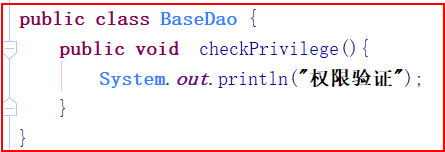 public class BaseDao {
    public void  checkPrivilege(){
        System.out.println("权限验证");
    }
}